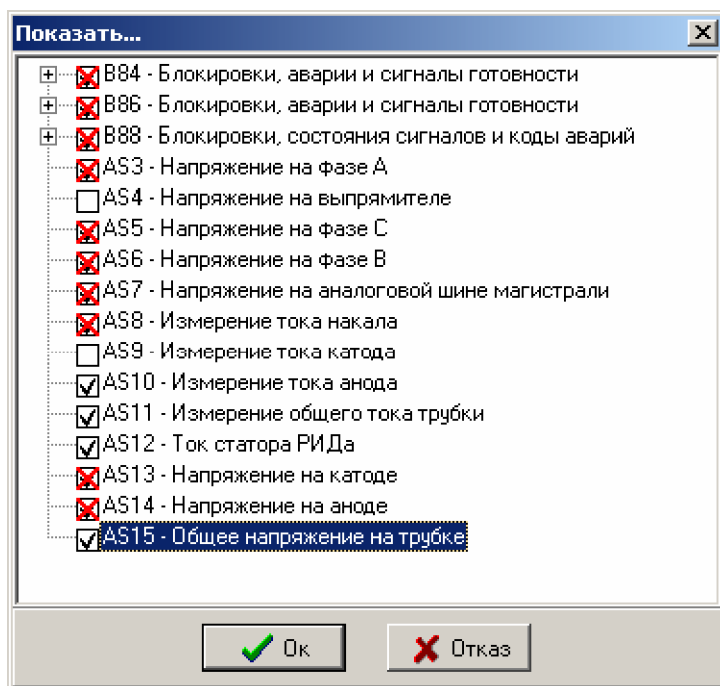 Показать...
В84 - Блокировки, аварии и сигналы готовности
В86 - Блокировки, аварии и сигналы готовности
В88 - Блокировки, состояния сигналов и коды аварий
AS3 - Напряжение на фазе А
AS4 - Напряжение на выпрямителе
AS5 - Напряжение на фазе С
AS6 - Напряжение на фазе В
AS7 - Напряжение на аналоговой шине магистрали
AS8 - Измерение тока накала
AS9 - Измерение тока катода
AS10 - Измерение тока анода
AS11 - Измерение общего тока трубки
AS12 - Ток статора РИДа
AS13 - Напряжение на катоде
AS14 - Напряжение на аноде
AS15 - Общее напряжение на трубке
Ок
Отказ